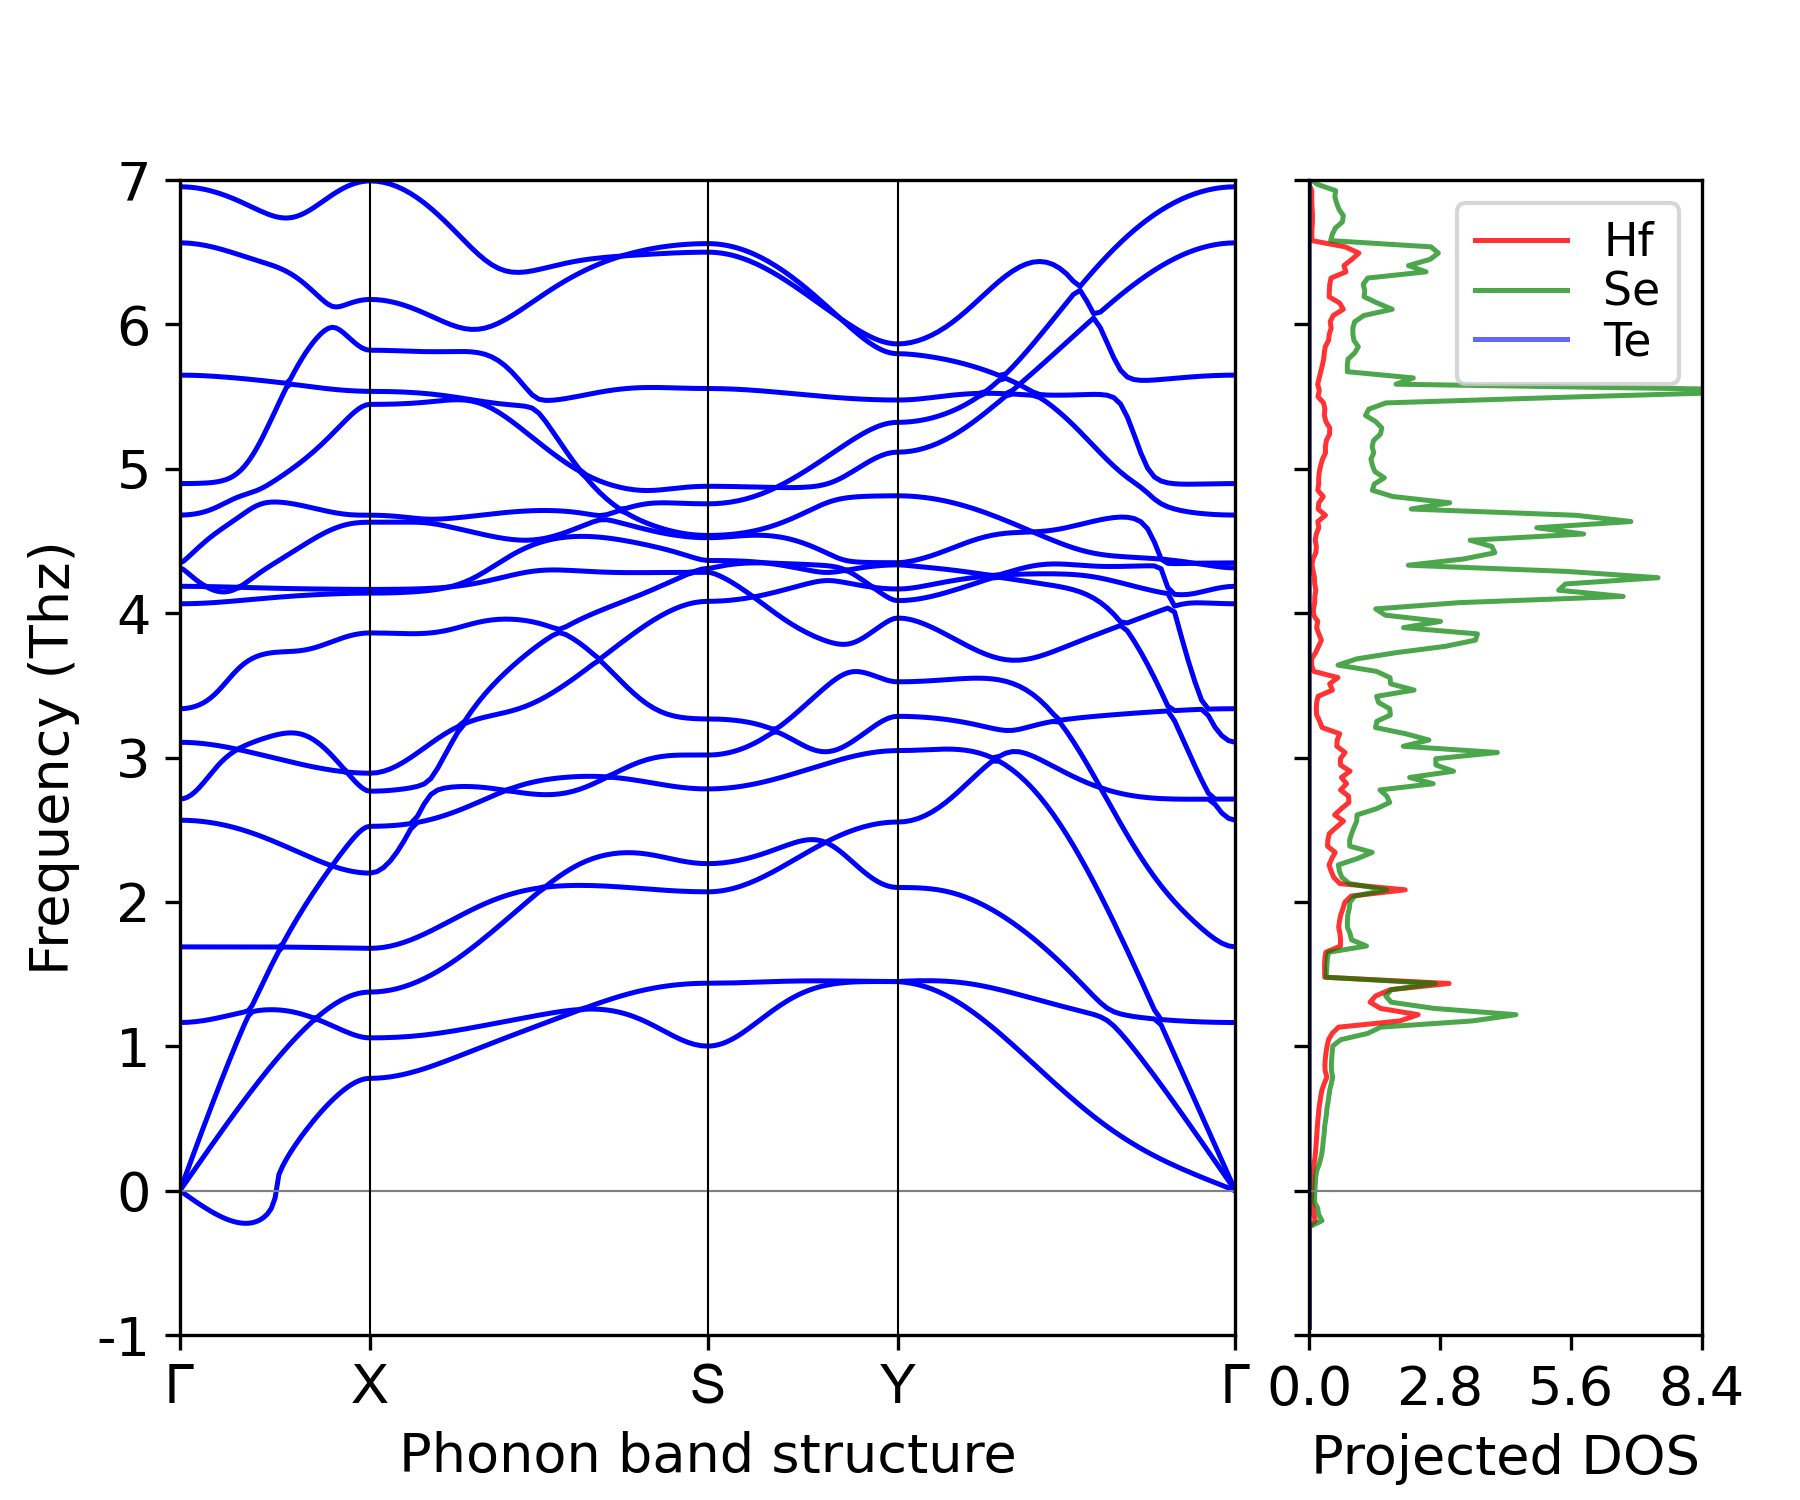 7
6
5
4
3
2
1
0
-1
Frequency (Thz)
Γ X S Y Γ
Phonon band structure
Hf
Se
Te
0.0 2.8 5.6 8.4
Projected DOS